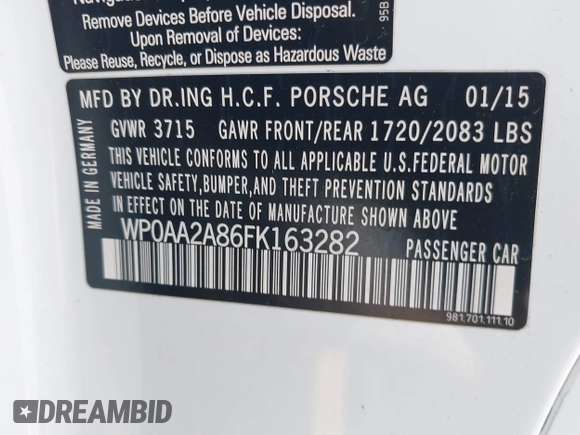 Remove Devices Before Vehicle Disposal.
Upon Removal of Devices:
Please Reuse, Recycle, or Dispose as Hazardous Waste
95B
MFD BY DR.ING H.C.F. PORSCHE AG 01/15
GVWR 3715 GAWR FRONT/REAR 1720/2083 LBS
THIS VEHICLE CONFORMS TO ALL APPLICABLE U.S.FEDERAL MOTOR
VEHICLE SAFETY,BUMPER,AND THEFT PREVENTION STANDARDS
IN EFFECT ON THE DATE OF MANUFACTURE SHOWN ABOVE
WP0AA2A86FK163282 PASSENGER CAR
MADE IN GERMANY
981.701.111.10
DREAMBID